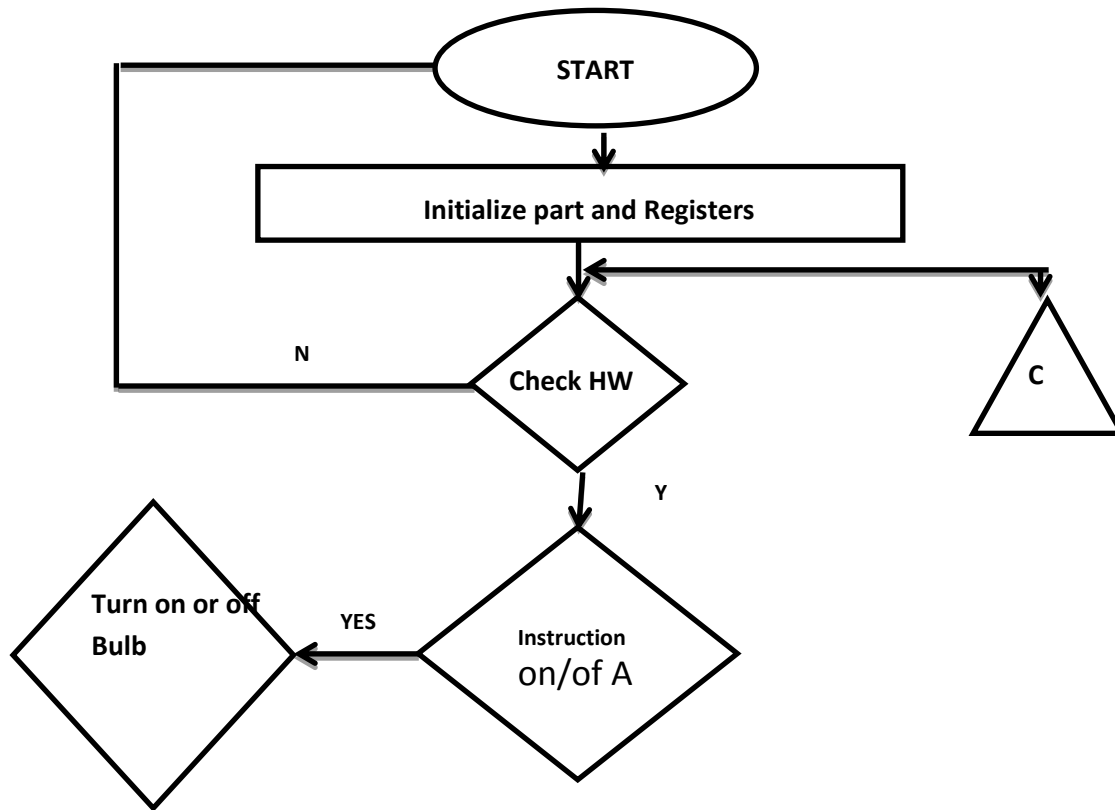 START
Initialize part and Registers
N
Check HW
C
Y
Turn on or off
Bulb
YES
Instruction
on/of A